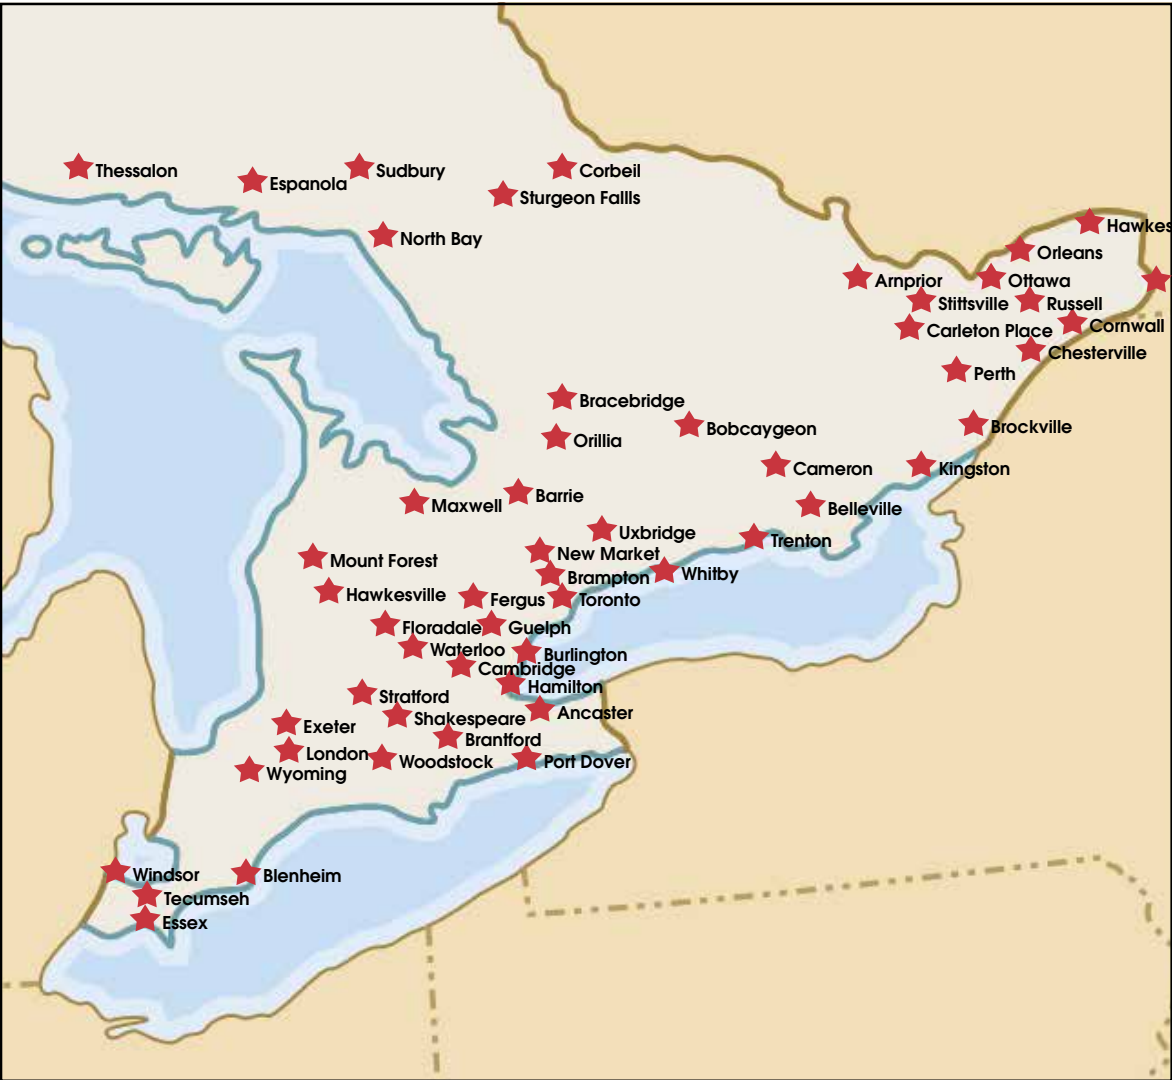 Thessalon
Espanola
Sudbury
Corbeil
Sturgeon Fallls
North Bay
Hawkes
Orleans
Arnprior
Ottawa
Stittsville
Russell
Carleton Place
Cornwall
Chesterville
Perth
Bracebridge
Bobcaygeon
Brockville
Orillia
Cameron
Kingston
Maxwell
Barrie
Belleville
Uxbridge
Trenton
New Market
Mount Forest
Brampton
Whitby
Hawkesville
Fergus
Toronto
Floradale
Guelph
Waterloo
Burlington
Cambridge
Hamilton
Stratford
Ancaster
Shakespeare
Exeter
Brantford
London
Woodstock
Port Dover
Wyoming
Windsor
Blenheim
Tecumseh
Essex